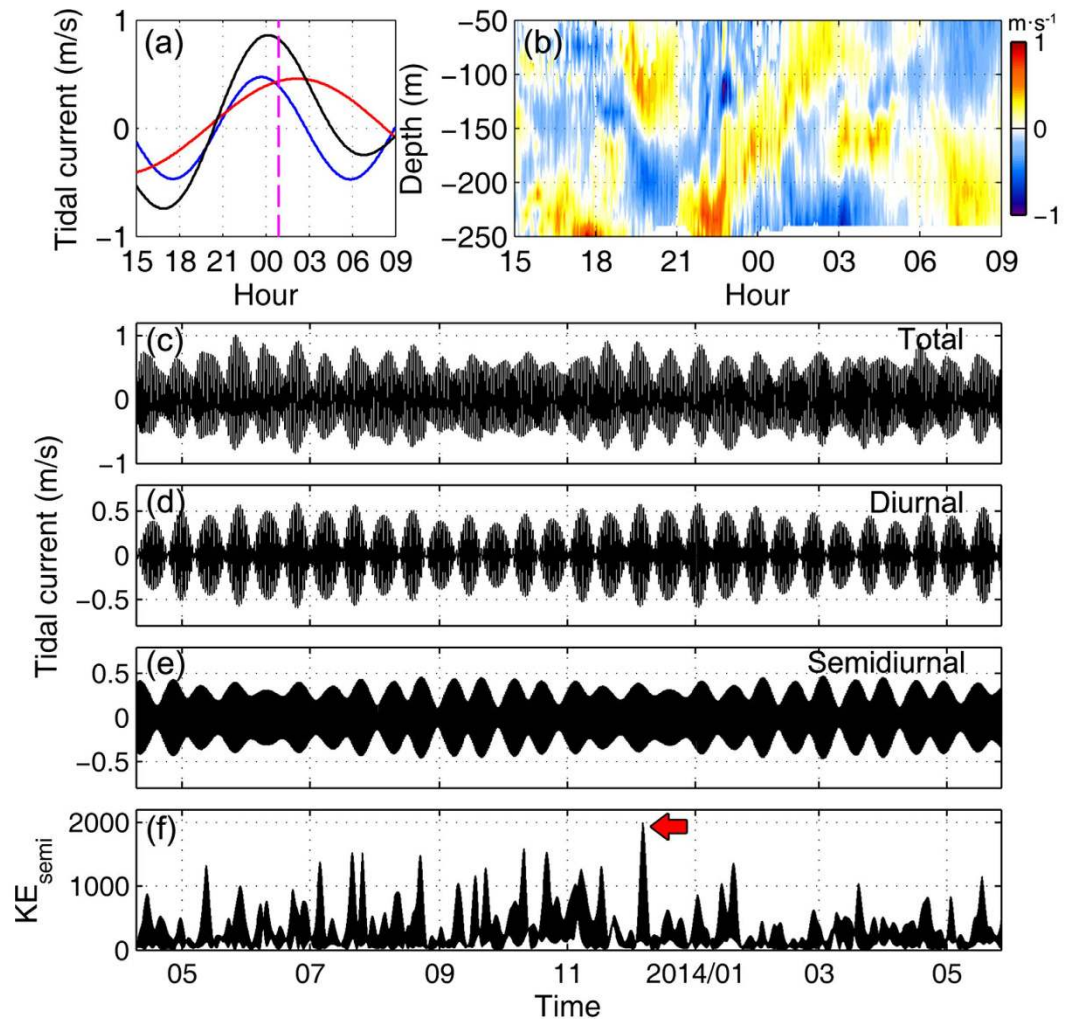 (a)
Tidal current (m/s)
1
0
−1
15 18 21 00 03 06 09
Hour
(b)
Depth (m)
−50
−100
−150
−200
−250
15 18 21 00 03 06 09
Hour
m·s⁻¹
1
0
−1
(c)
Total
1
0
−1
Tidal current (m/s)
(d)
Diurnal
0.5
0
−0.5
(e)
Semidiurnal
0.5
0
−0.5
(f)
KEsemi
2000
1000
0
05 07 09 11 2014/01 03 05
Time